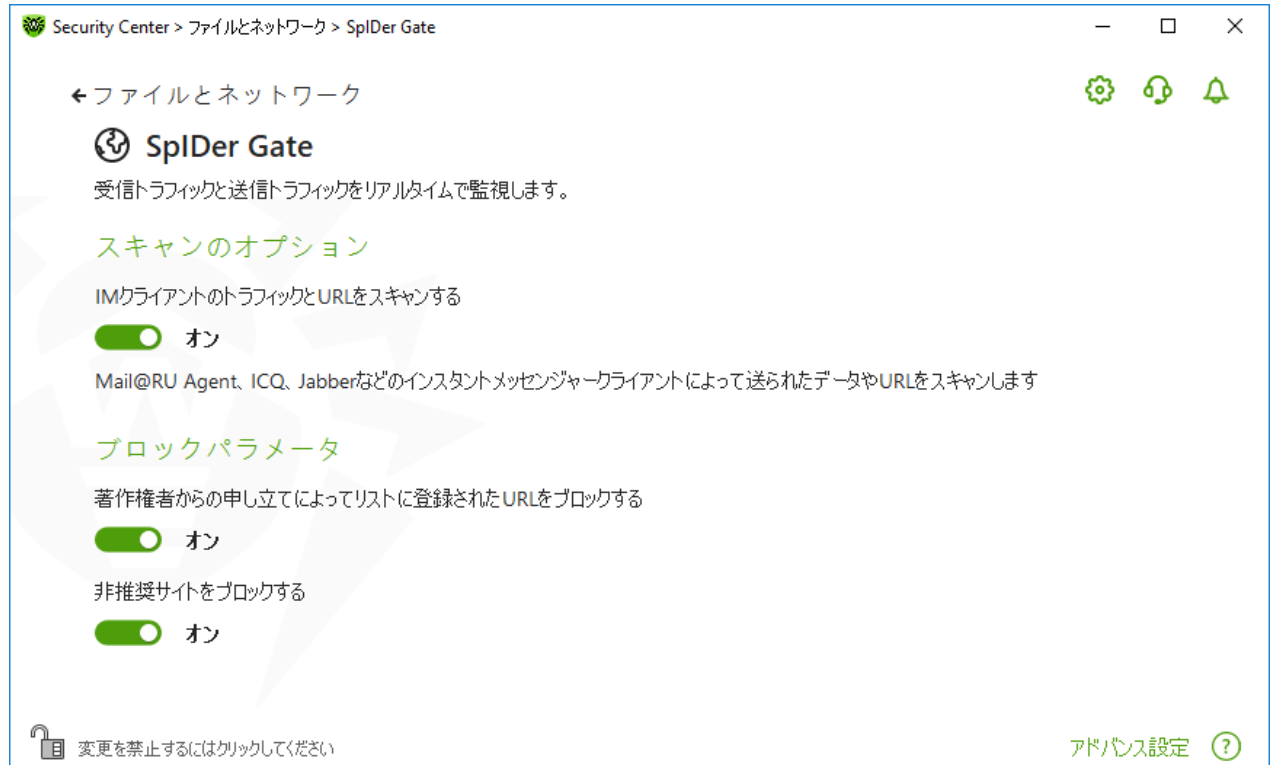 Security Center > ファイルとネットワーク > SpIDer Gate
ファイルとネットワーク
SpIDer Gate
受信トラフィックと送信トラフィックをリアルタイムで監視します。
スキャンのオプション
IMクライアントのトラフィックとURLをスキャンする
オン
Mail@RU Agent、ICQ、Jabberなどのインスタントメッセンジャークライアントによって送られたデータやURLをスキャンします
ブロックパラメータ
著作権者からの申し立てによってリストに登録されたURLをブロックする
オン
非推奨サイトをブロックする
オン
変更を禁止するにはクリックしてください
アドバンス設定 ?